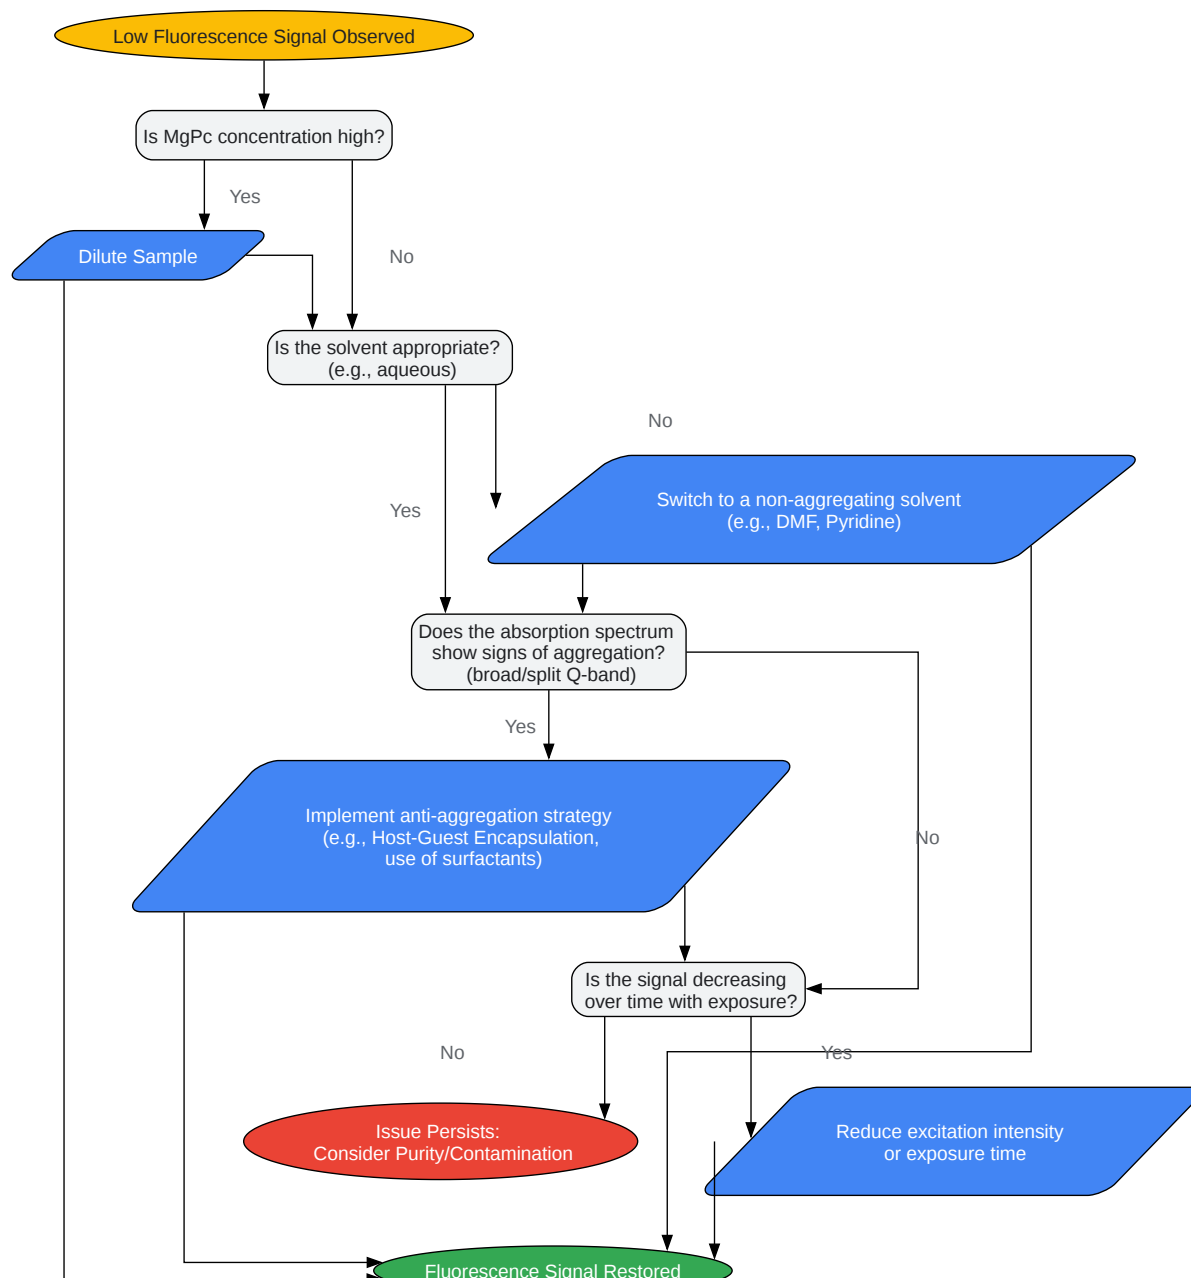 Low Fluorescence Signal Observed
Is MgPc concentration high?
Yes
Dilute Sample
No
Is the solvent appropriate?
(e.g., aqueous)
No
Switch to a non-aggregating solvent
(e.g., DMF, Pyridine)
Yes
Does the absorption spectrum
show signs of aggregation?
(broad/split Q-band)
Yes
Implement anti-aggregation strategy
(e.g., Host-Guest Encapsulation,
use of surfactants)
No
Is the signal decreasing
over time with exposure?
No
Yes
Issue Persists:
Consider Purity/Contamination
Reduce excitation intensity
or exposure time
Fluorescence Signal Restored